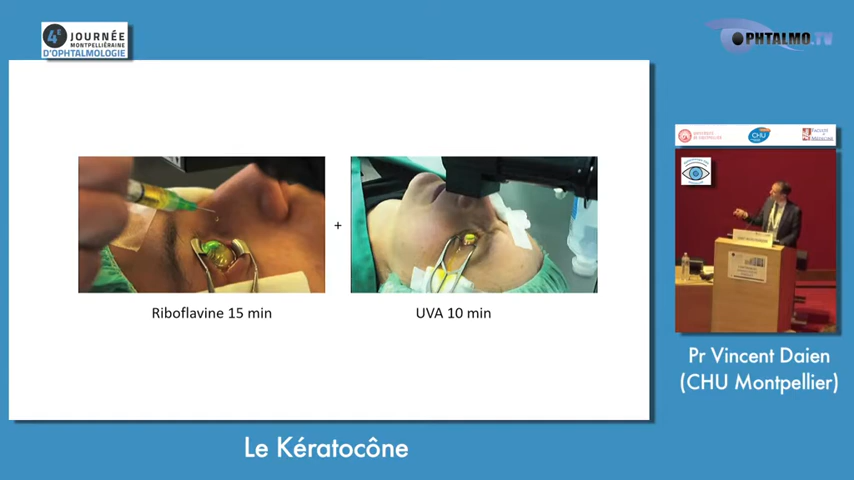 4E JOURNÉE
MONTPELLIÉRAINE
D'OPHTALMOLOGIE
OPHTALMO.TV
CHU
+
Riboflavine 15 min
UVA 10 min
Pr Vincent Daien
(CHU Montpellier)
Le Kératocône